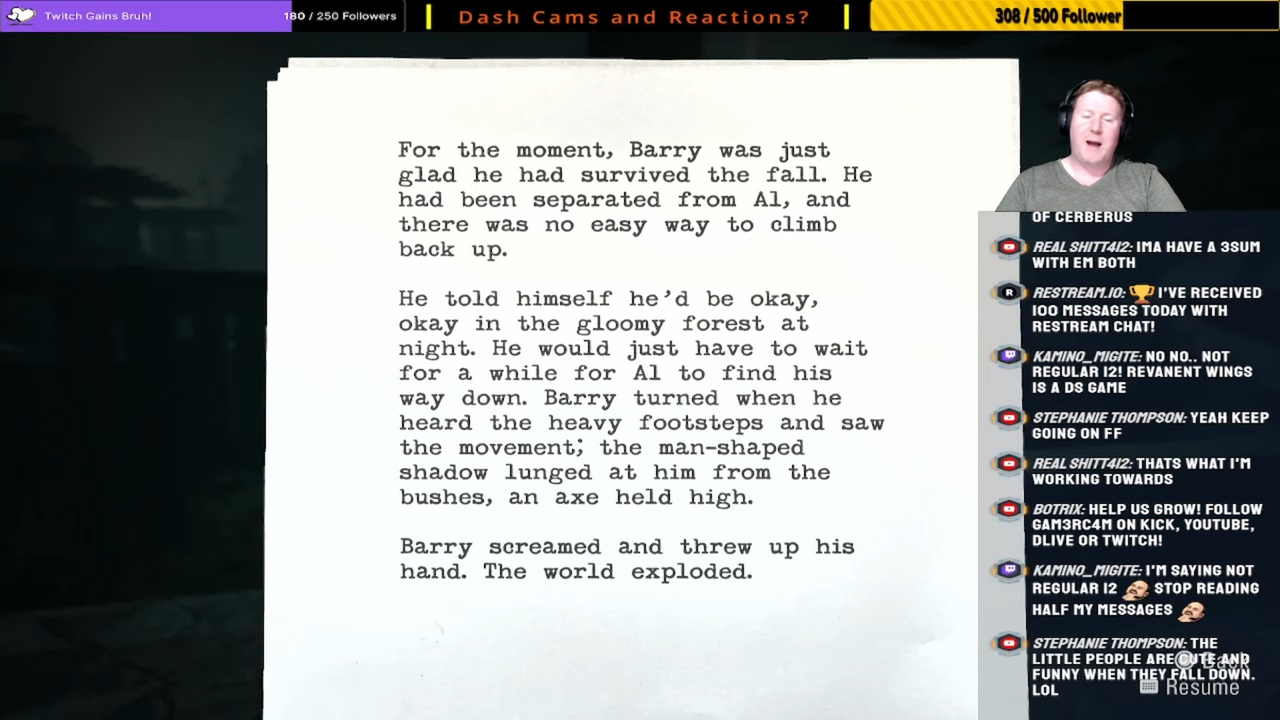 Twitch Gains Bruh!
180 / 250 Followers
Dash Cams and Reactions?
308 / 500 Follower
For the moment, Barry was just
glad he had survived the fall. He
had been separated from Al, and
there was no easy way to climb
back up.
He told himself he'd be okay,
okay in the gloomy forest at
night. He would just have to wait
for a while for Al to find his
way down. Barry turned when he
heard the heavy footsteps and saw
the movement; the man-shaped
shadow lunged at him from the
bushes, an axe held high.
Barry screamed and threw up his
hand. The world exploded.
OF CERBERUS
REAL SHITT412: IMA HAVE A 3SUM
WITH EM BOTH
RESTREAM.IO: 🏆 I'VE RECEIVED
100 MESSAGES TODAY WITH
RESTREAM CHAT!
KAMINO_MIGITE: NO NO.. NOT
REGULAR 12! REVANENT WINGS
IS A DS GAME
STEPHANIE THOMPSON: YEAH KEEP
GOING ON FF
REAL SHITT412: THATS WHAT I'M
WORKING TOWARDS
BOTRIX: HELP US GROW! FOLLOW
GAM3RC4M ON KICK, YOUTUBE,
DLIVE OR TWITCH!
KAMINO_MIGITE: I'M SAYING NOT
REGULAR 12 STOP READING
HALF MY MESSAGES
STEPHANIE THOMPSON: THE
LITTLE PEOPLE ARE CUTE AND
FUNNY WHEN THEY FALL DOWN.
LOL
Back
Resume